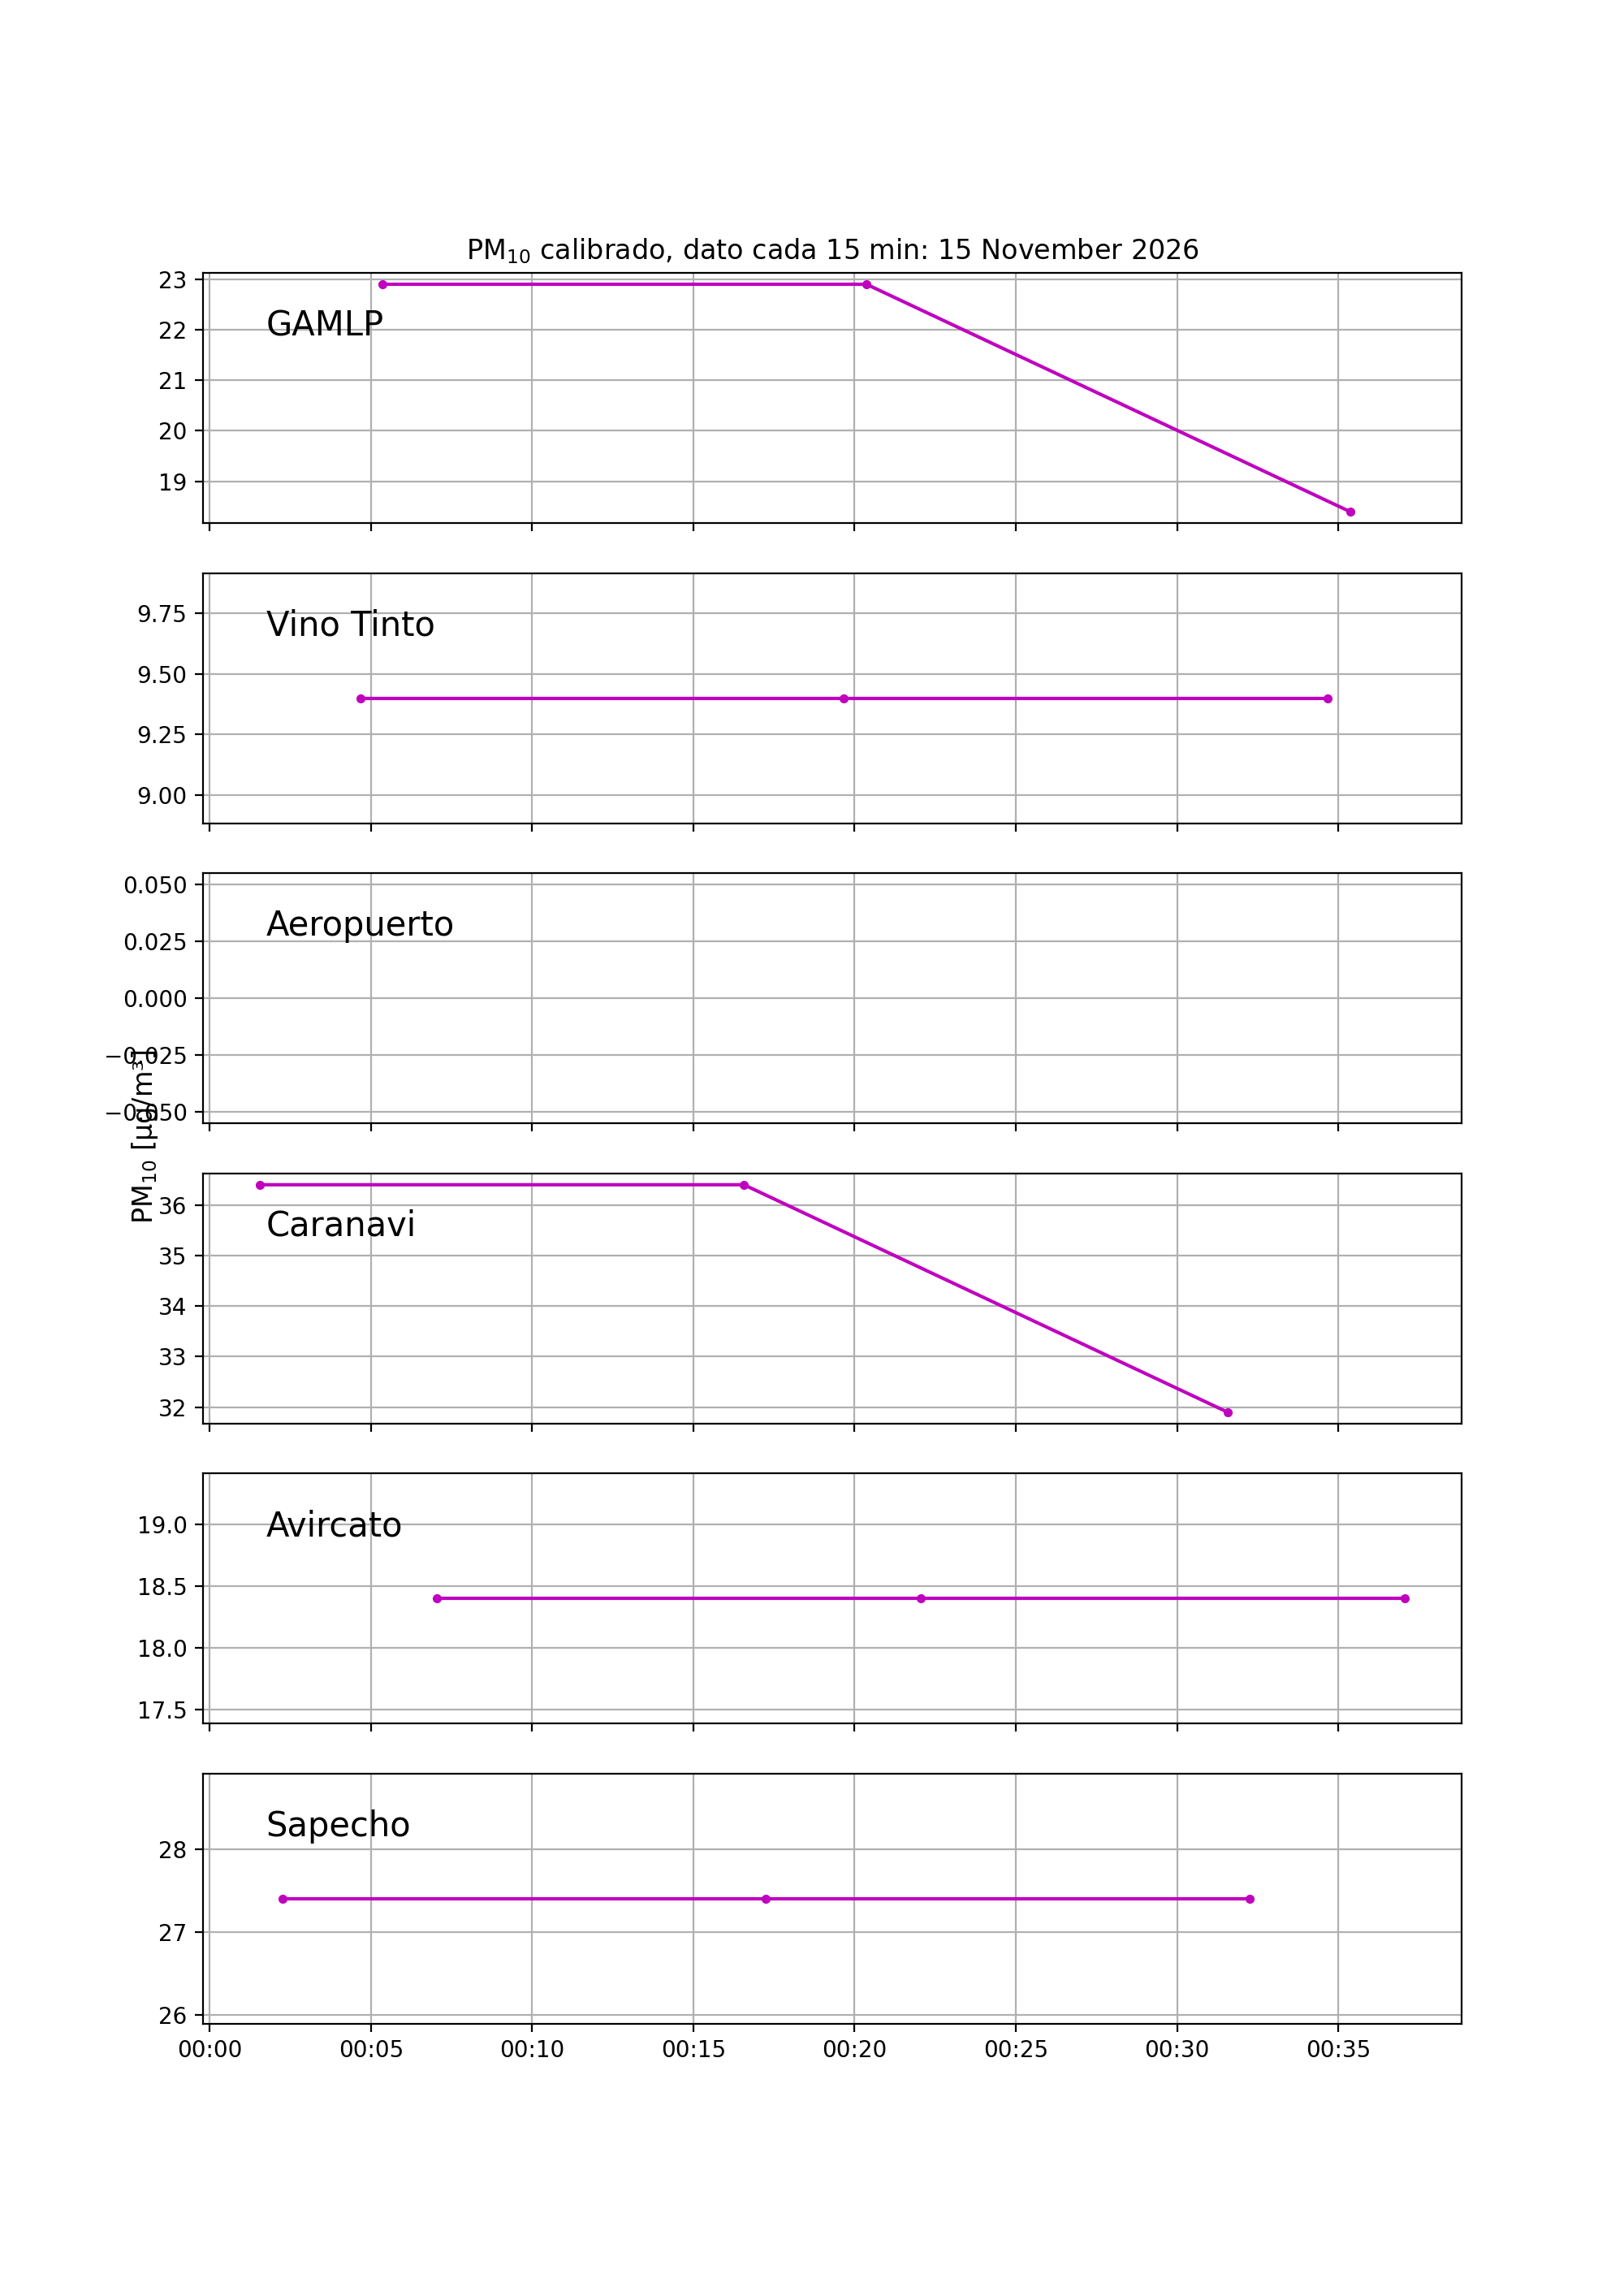 PM₁₀ calibrado, dato cada 15 min: 15 November 2026
23
GAMLP
22
21
20
19
9.75
Vino Tinto
9.50
9.25
9.00
0.050
Aeropuerto
0.025
0.000
−0.025
−0.050
PM₁₀ [µg/m³]
36
Caranavi
35
34
33
32
19.0
Avircato
18.5
18.0
17.5
Sapecho
28
27
26
00:00 00:05 00:10 00:15 00:20 00:25 00:30 00:35